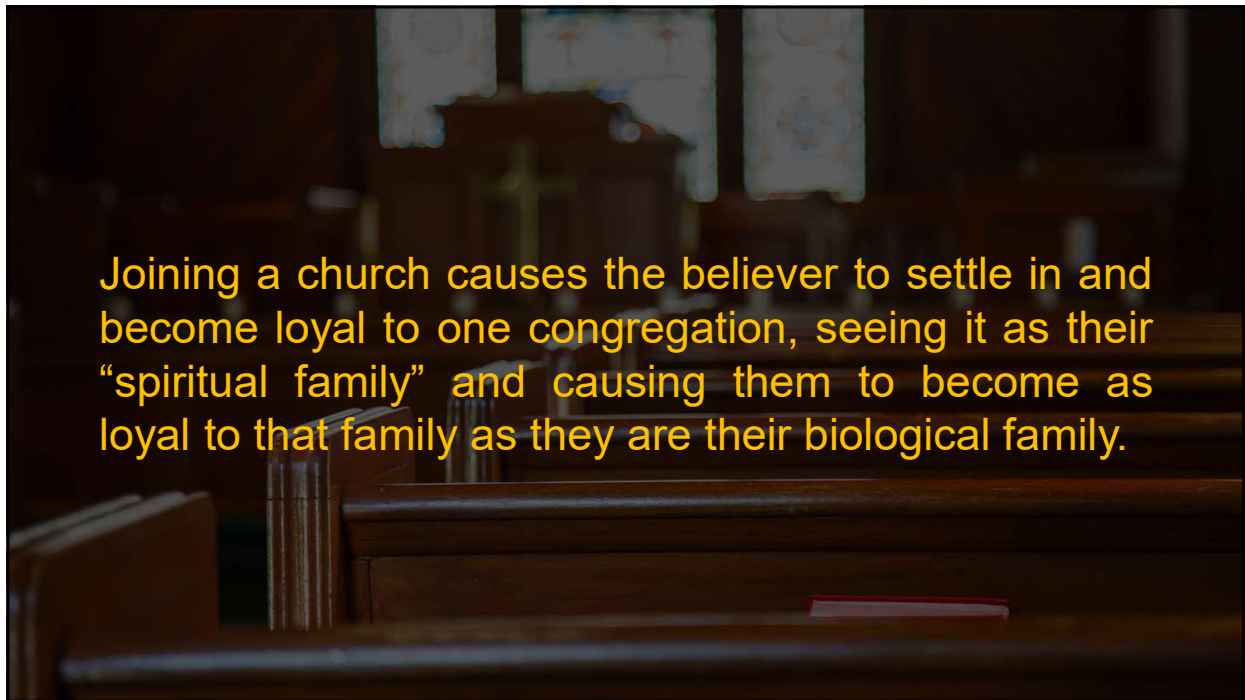 Joining a church causes the believer to settle in and
become loyal to one congregation, seeing it as their
“spiritual family” and causing them to become as
loyal to that family as they are their biological family.